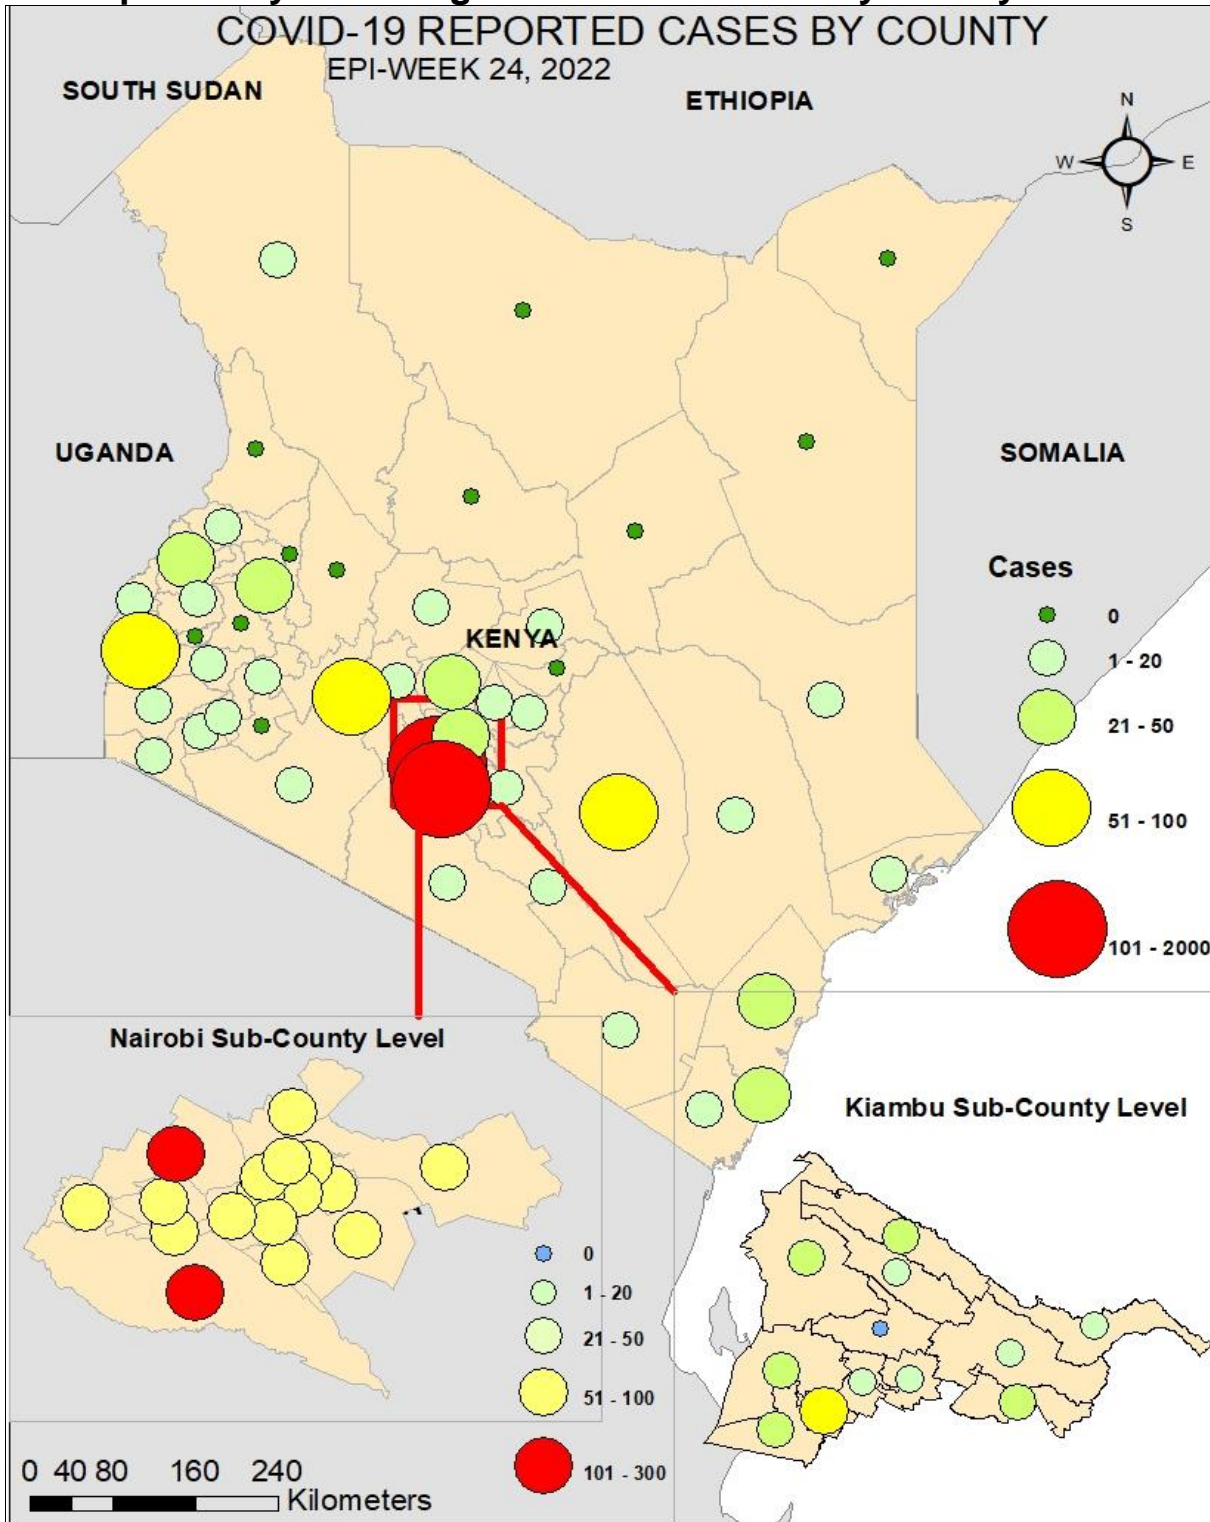 COVID-19 REPORTED CASES BY COUNTY
EPI-WEEK 24, 2022
SOUTH SUDAN
ETHIOPIA
N
W
E
S
UGANDA
SOMALIA
KENYA
Cases
0
1 - 20
21 - 50
51 - 100
101 - 2000
Nairobi Sub-County Level
0
1 - 20
21 - 50
51 - 100
101 - 300
Kiambu Sub-County Level
0 40 80 160 240
Kilometers